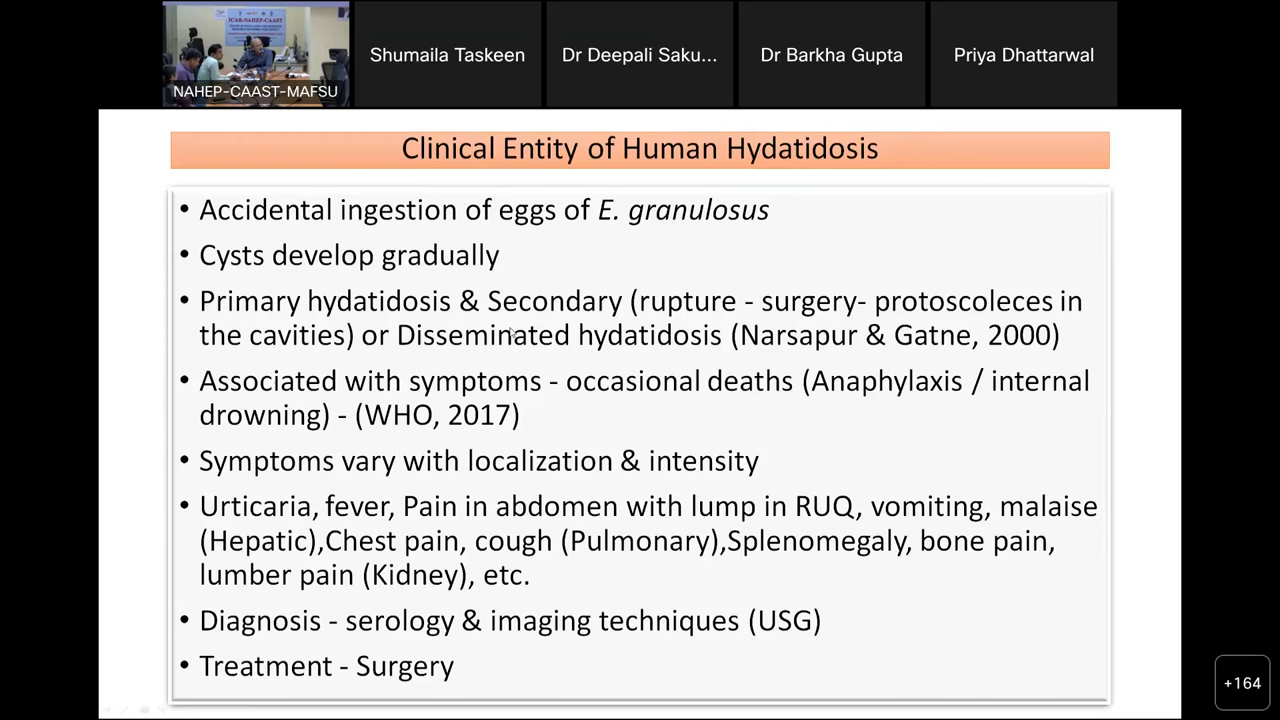 ICAR-NAHEP-CAAST
NAHEP-CAAST-MAFSU
Shumaila Taskeen
Dr Deepali Saku...
Dr Barkha Gupta
Priya Dhattarwal
Clinical Entity of Human Hydatidosis
• Accidental ingestion of eggs of E. granulosus
• Cysts develop gradually
• Primary hydatidosis & Secondary (rupture - surgery- protoscoleces in
the cavities) or Disseminated hydatidosis (Narsapur & Gatne, 2000)
• Associated with symptoms - occasional deaths (Anaphylaxis / internal
drowning) - (WHO, 2017)
• Symptoms vary with localization & intensity
• Urticaria, fever, Pain in abdomen with lump in RUQ, vomiting, malaise
(Hepatic),Chest pain, cough (Pulmonary),Splenomegaly, bone pain,
lumber pain (Kidney), etc.
• Diagnosis - serology & imaging techniques (USG)
• Treatment - Surgery
+164